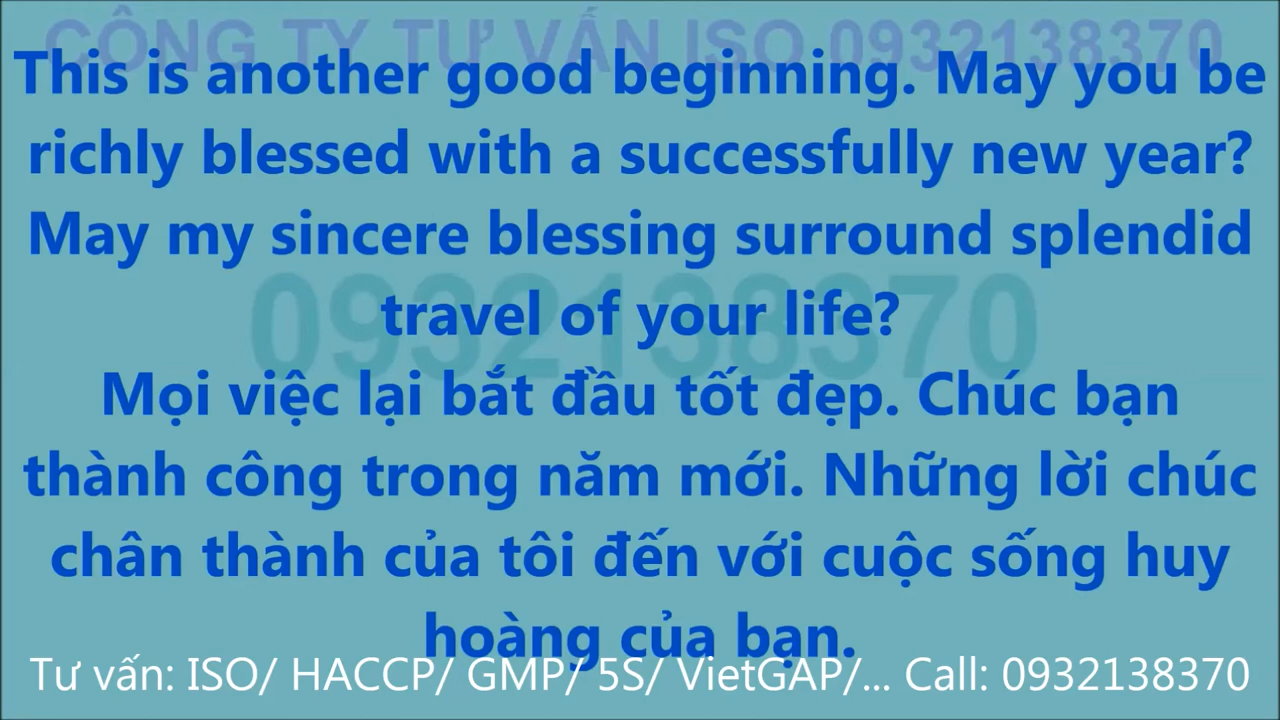 CÔNG TY TƯ VẤN ISO 0932138370
This is another good beginning. May you be
richly blessed with a successfully new year?
May my sincere blessing surround splendid
travel of your life?
0932138370
Mọi việc lại bắt đầu tốt đẹp. Chúc bạn
thành công trong năm mới. Những lời chúc
chân thành của tôi đến với cuộc sống huy
hoàng của bạn.
Tư vấn: ISO/ HACCP/ GMP/ 5S/ VietGAP/... Call: 0932138370